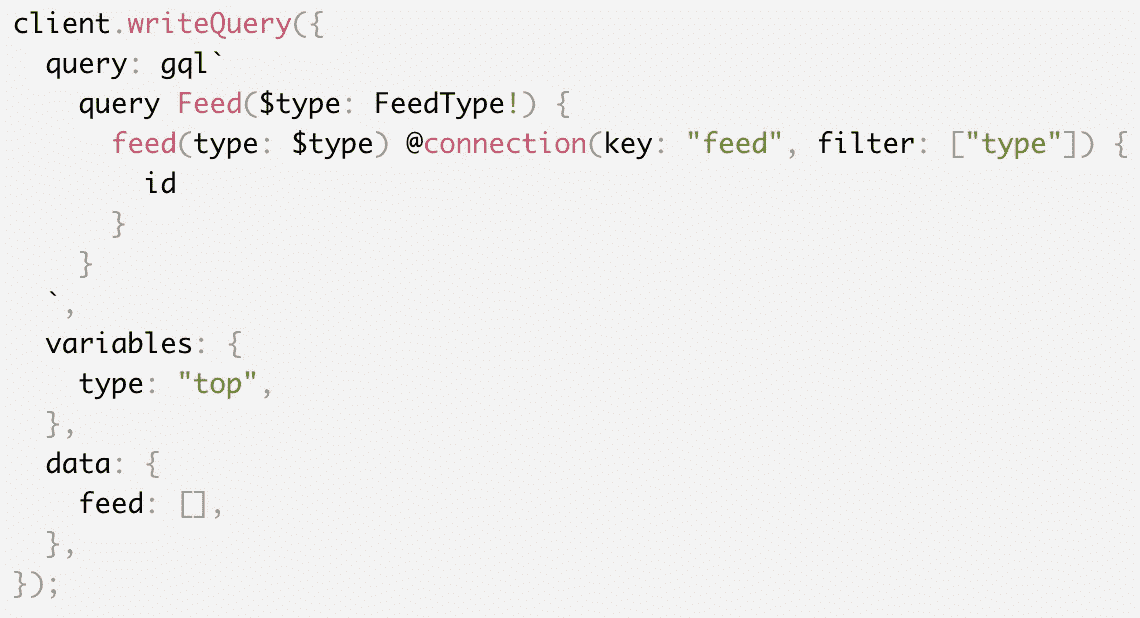 client.writeQuery({
  query: gql`
    query Feed($type: FeedType!) {
      feed(type: $type) @connection(key: "feed", filter: ["type"]) {
        id
      }
    }
  `,
  variables: {
    type: "top",
  },
  data: {
    feed: [],
  },
});